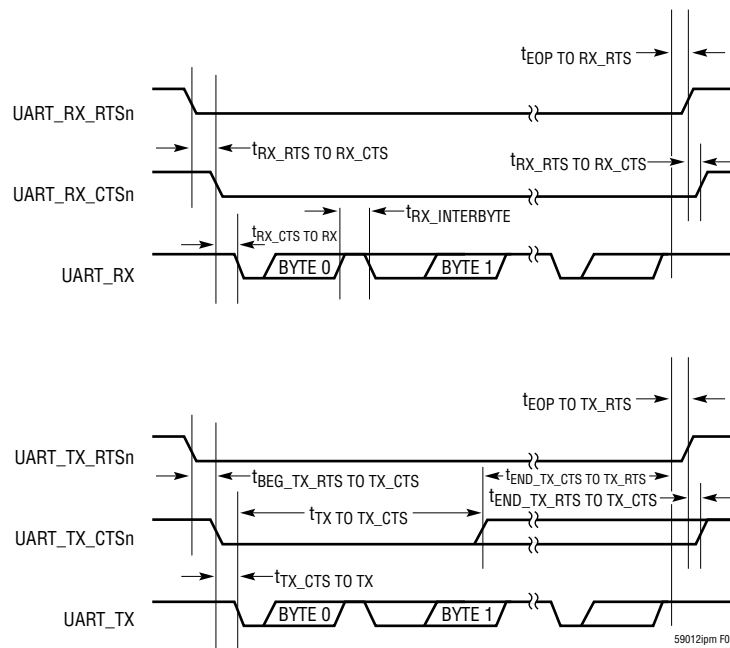 tEOP TO RX_RTS
UART_RX_RTSn
tRX_RTS TO RX_CTS
tRX_RTS TO RX_CTS
UART_RX_CTSn
tRX_INTERBYTE
tRX_CTS TO RX
UART_RX
BYTE 0
BYTE 1
tEOP TO TX_RTS
UART_TX_RTSn
tBEG_TX_RTS TO TX_CTS
tEND_TX_CTS TO TX_RTS
tEND_TX_RTS TO TX_CTS
tTX TO TX_CTS
UART_TX_CTSn
tTX_CTS TO TX
UART_TX
BYTE 0
BYTE 1
59012ipm F0